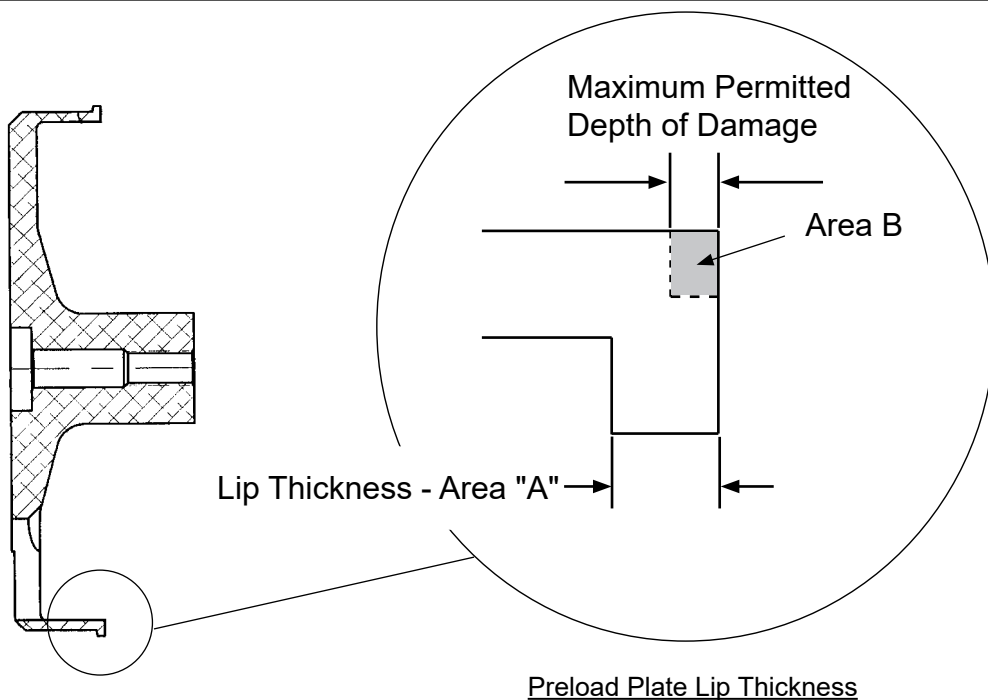 Maximum Permitted
Depth of Damage
Area B
Lip Thickness - Area "A"
Preload Plate Lip Thickness